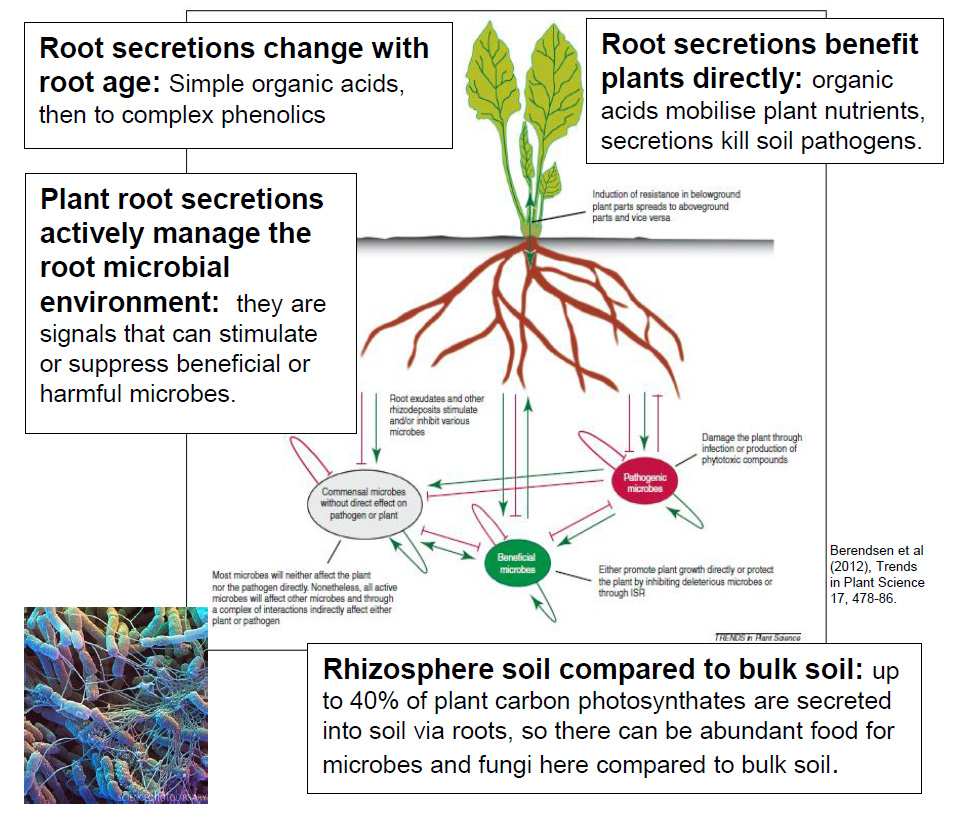 Root secretions change with
root age: Simple organic acids,
then to complex phenolics
Root secretions benefit
plants directly: organic
acids mobilise plant nutrients,
secretions kill soil pathogens.
Plant root secretions
actively manage the
root microbial
environment: they are
signals that can stimulate
or suppress beneficial or
harmful microbes.
Induction of resistance in belowground
plant parts spreads to aboveground
parts and vice versa
Root exudates and other
rhizodeposits stimulate
and/or inhibit various
microbes
Damage the plant through
infection or production of
phytotoxic compounds
Pathogenic
microbes
Commensal microbes
without direct effect on
pathogen or plant
Beneficial
microbes
Most microbes will neither affect the plant
nor the pathogen directly. Nonetheless, all active
microbes will affect other microbes and through
a complex of interactions indirectly affect either
plant or pathogen
Either promote plant growth directly or protect
the plant by inhibiting deleterious microbes or
through ISR
Berendsen et al
(2012), Trends
in Plant Science
17, 478-86.
TRENDS in Plant Science
Rhizosphere soil compared to bulk soil: up
to 40% of plant carbon photosynthates are secreted
into soil via roots, so there can be abundant food for
microbes and fungi here compared to bulk soil.
SCIENCEPHOTOLIBRARY